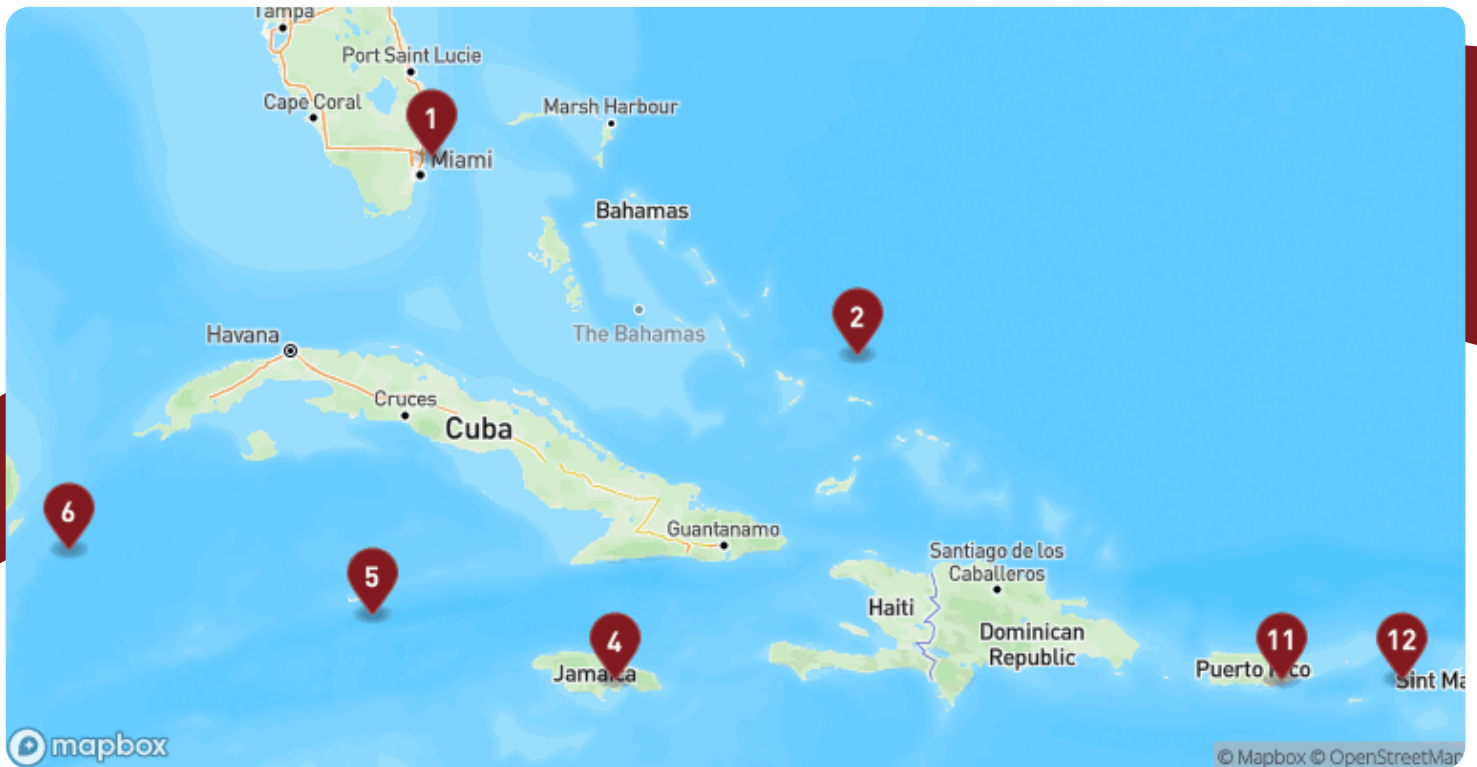 Tampa
Port Saint Lucie
Cape Coral
Marsh Harbour
1
Miami
Bahamas
2
The Bahamas
Havana
Cruces
Cuba
6
Guantanamo
5
Santiago de los
Caballeros
Haiti
4
Dominican
Republic
11
12
Jamaica
Puerto Rico
Sint Ma
mapbox
© Mapbox © OpenStreetMap